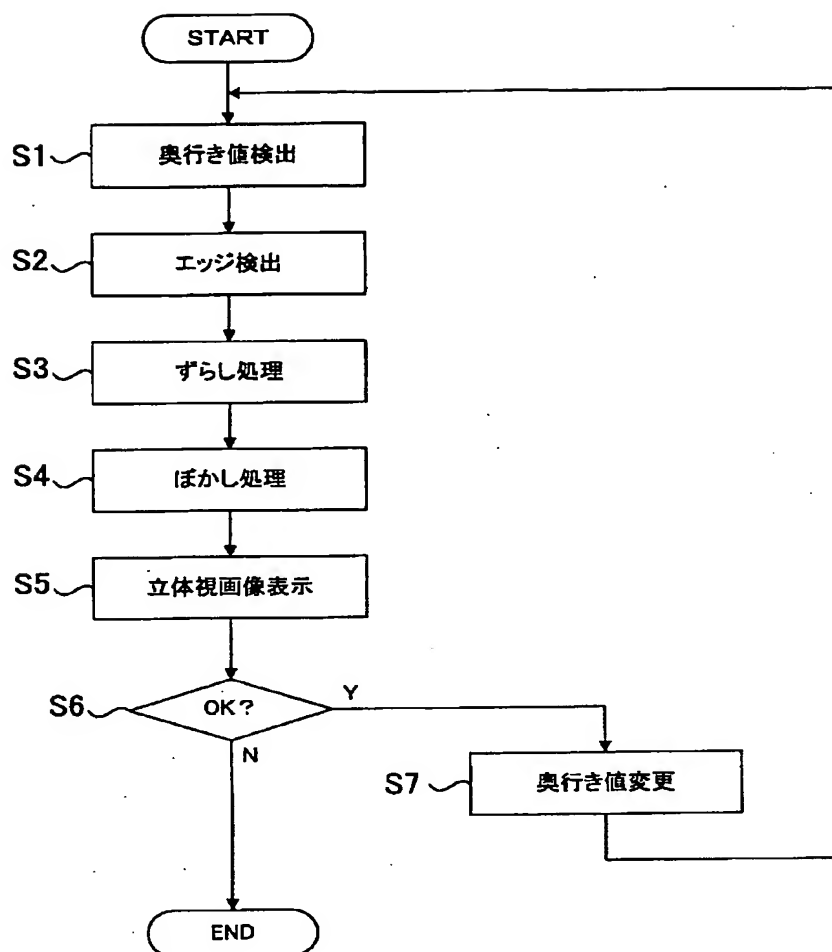 START
S1
奥行き値検出
S2
エッジ検出
S3
ずらし処理
S4
ぼかし処理
S5
立体視画像表示
S6
OK?
Y
N
S7
奥行き値変更
END